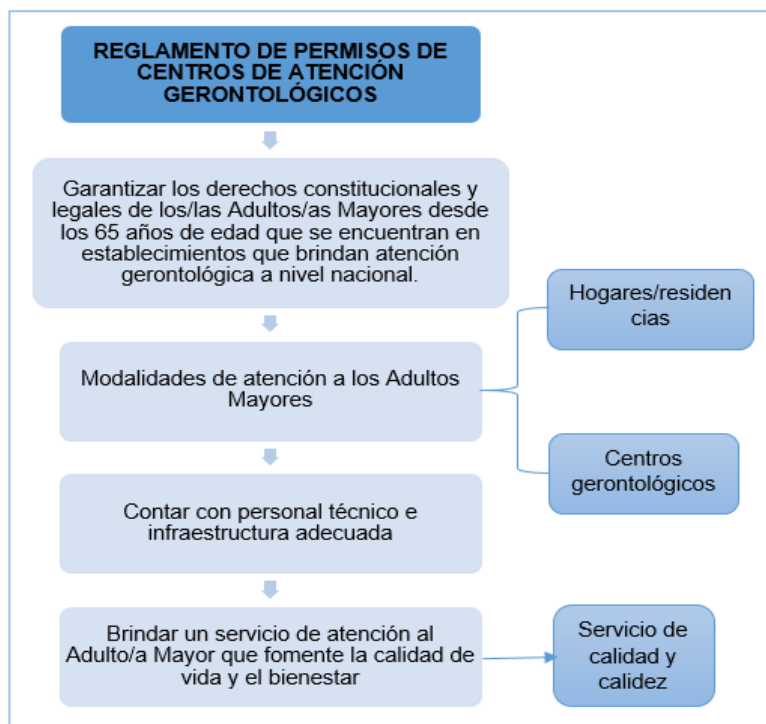 REGLAMENTO DE PERMISOS DE
CENTROS DE ATENCIÓN
GERONTOLÓGICOS
Garantizar los derechos constitucionales y
legales de los/las Adultos/as Mayores desde
los 65 años de edad que se encuentran en
establecimientos que brindan atención
gerontológica a nivel nacional.
Hogares/residen
cias
Modalidades de atención a los Adultos
Mayores
Centros
gerontológicos
Contar con personal técnico e
infraestructura adecuada
Brindar un servicio de atención al
Adulto/a Mayor que fomente la calidad de
vida y el bienestar
Servicio de
calidad y
calidez